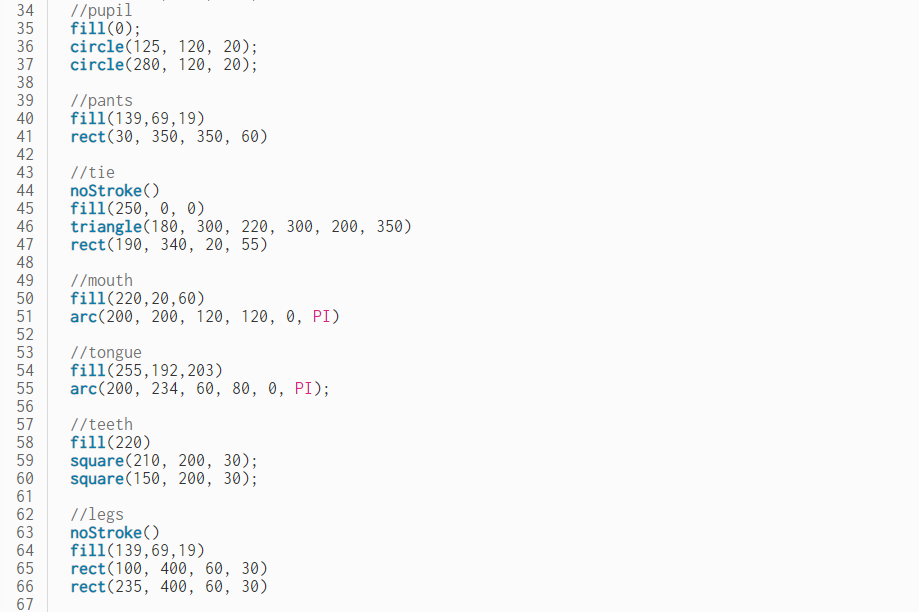 34 //pupil
35 fill(0);
36 circle(125, 120, 20);
37 circle(280, 120, 20);
38
39 //pants
40 fill(139,69,19)
41 rect(30, 350, 350, 60)
42
43 //tie
44 noStroke()
45 fill(250, 0, 0)
46 triangle(180, 300, 220, 300, 200, 350)
47 rect(190, 340, 20, 55)
48
49 //mouth
50 fill(220,20,60)
51 arc(200, 200, 120, 120, 0, PI)
52
53 //tongue
54 fill(255,192,203)
55 arc(200, 234, 60, 80, 0, PI);
56
57 //teeth
58 fill(220)
59 square(210, 200, 30);
60 square(150, 200, 30);
61
62 //legs
63 noStroke()
64 fill(139,69,19)
65 rect(100, 400, 60, 30)
66 rect(235, 400, 60, 30)
67